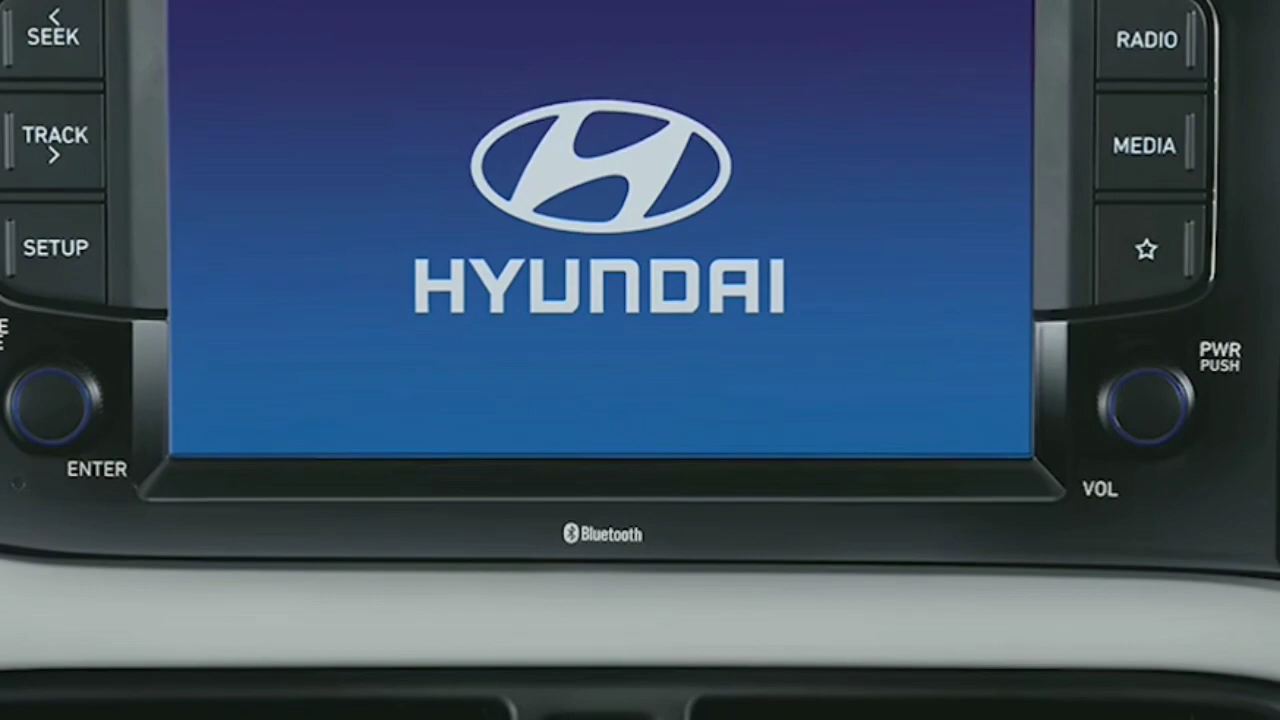 SEEK
TRACK
SETUP
ENTER
HYUNDAI
Bluetooth
RADIO
MEDIA
PWR
PUSH
VOL